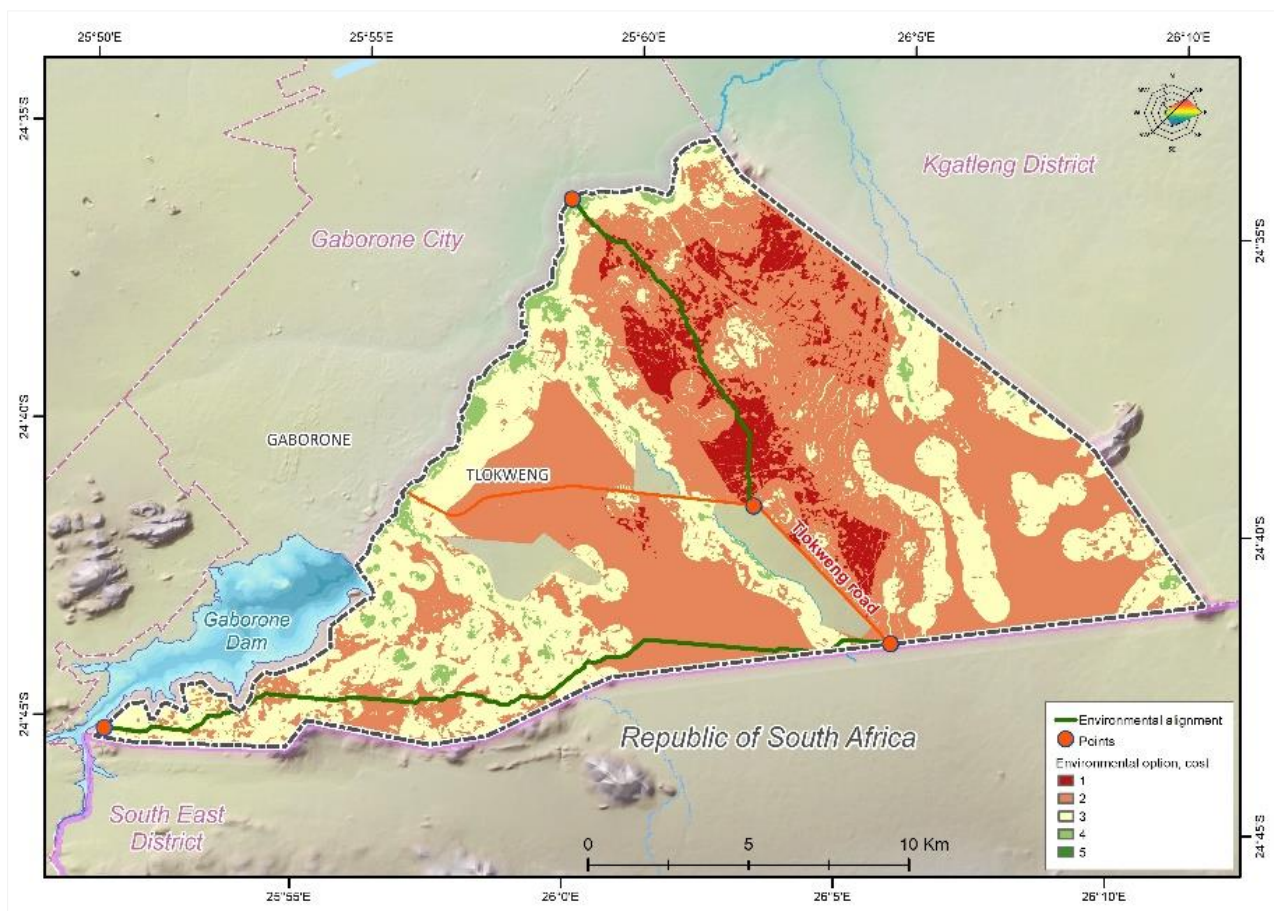 25°50'E 25°55'E 25°60'E 26°5'E 26°10'E
24°35'S
Kgatleng District
Gaborone City
24°35'S
24°40'S
GABORONE
TLOKWENG
Tlokweng road
24°40'S
Gaborone
Dam
24°45'S
Republic of South Africa
South East
District
Environmental alignment
Points
Environmental option, cost
1
2
3
4
5
0 5 10 Km
24°45'S
25°55'E 26°0'E 26°5'E 26°10'E